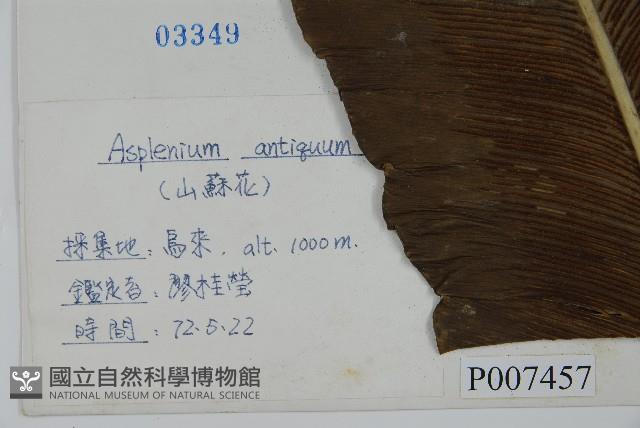 03349
Asplenium antiquum
(山蘇花)
採集地：烏來. alt. 1000m.
鑑定者：廖桂瑩
時間：72.5.22
國立自然科學博物館
NATIONAL MUSEUM OF NATURAL SCIENCE
P007457